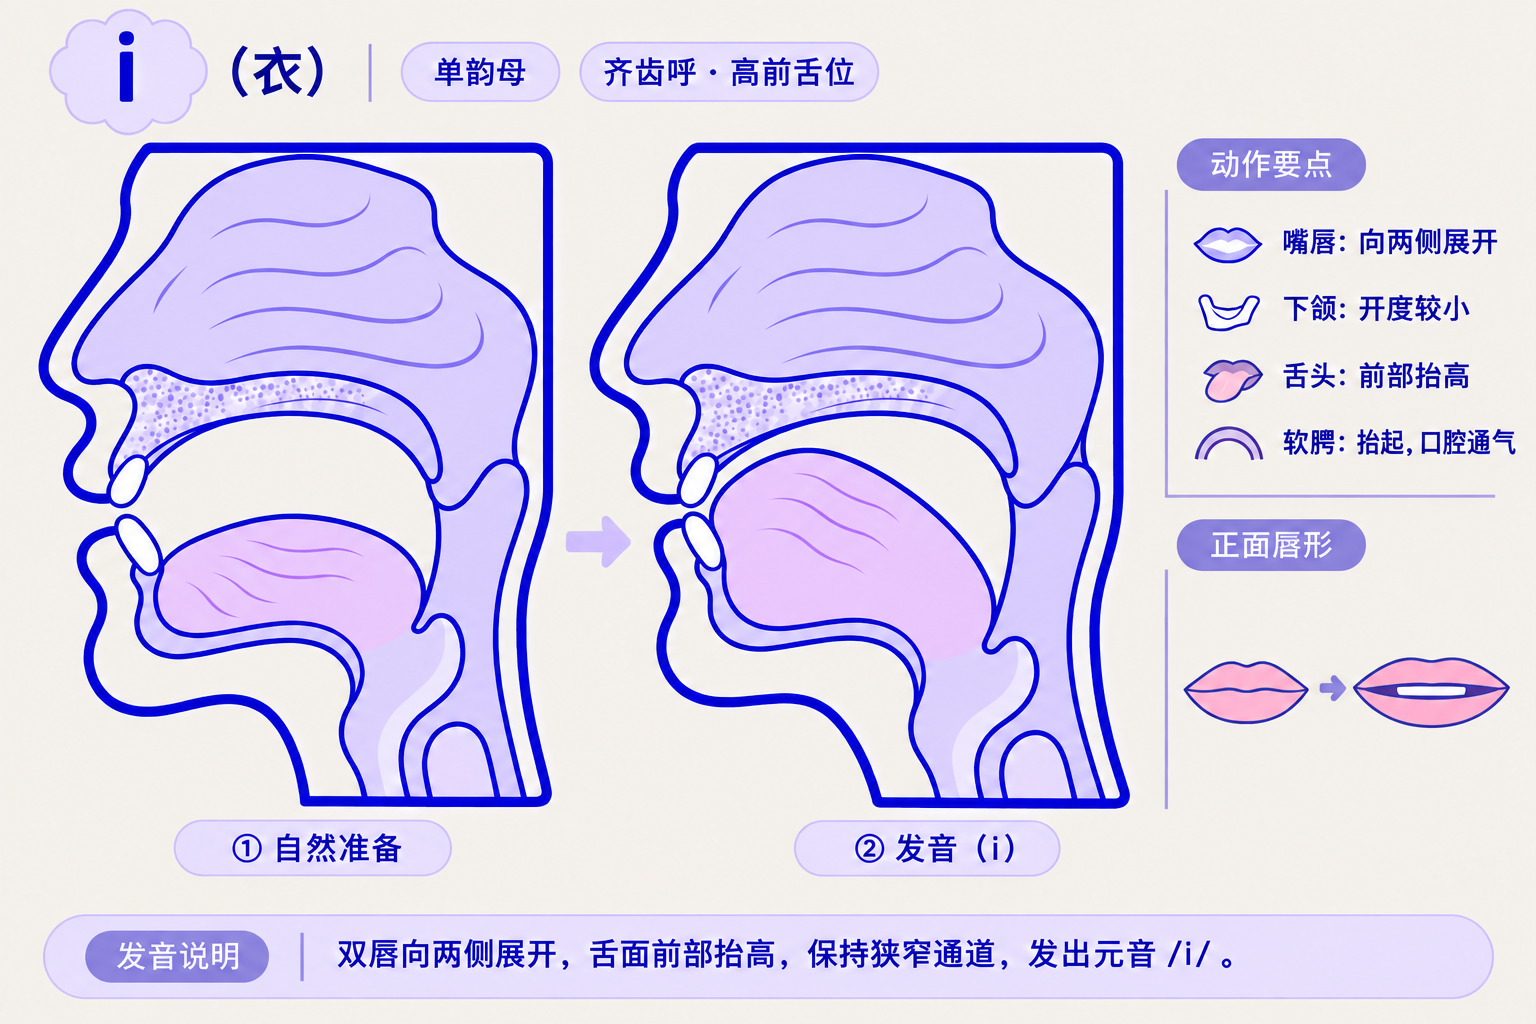 i （衣） 单韵母 齐齿呼 · 高前舌位
动作要点
嘴唇：向两侧展开
下颌：开度较小
舌头：前部抬高
软腭：抬起，口腔通气
正面唇形
① 自然准备
② 发音（i）
发音说明 双唇向两侧展开，舌面前部抬高，保持狭窄通道，发出元音 /i/ 。